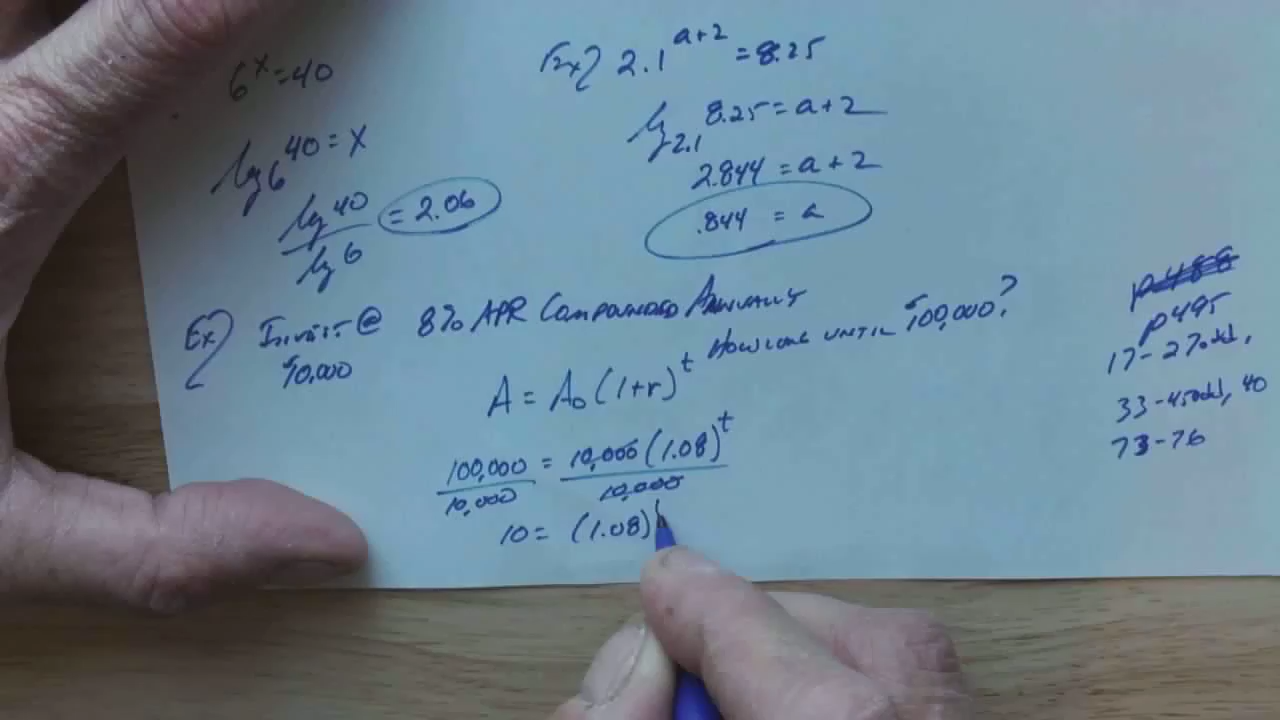 6^x = 40
log_6 40 = x
log 40 / log 6 = 2.06
Ex) 2.1^(a+2) = 8.25
log_2.1 8.25 = a + 2
2.844 = a + 2
.844 = a
Ex) INVEST @ 8% APR COMPOUNDED ANNUALLY
$10,000 HOW LONG UNTIL $100,000?
A = A₀(1+r)^t
100,000 / 10,000 = 10,000(1.08)^t / 10,000
10 = (1.08)
p488
p495
17-27 odd,
33-45 odd, 40
73-76